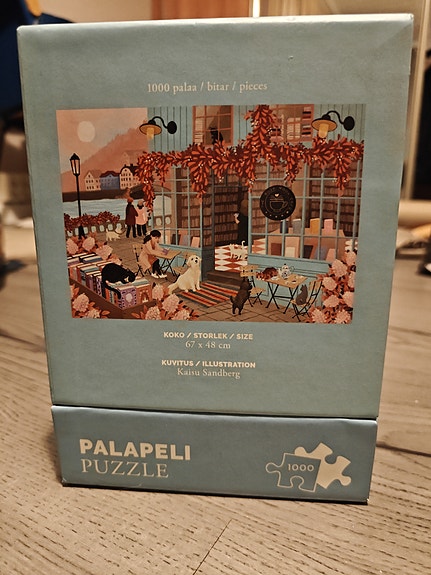 1000 palaa / bitar / pieces
KOKO / STORLEK / SIZE
67 x 48 cm
KUVITUS / ILLUSTRATION
Kaisu Sandberg
PALAPELI
PUZZLE
1000